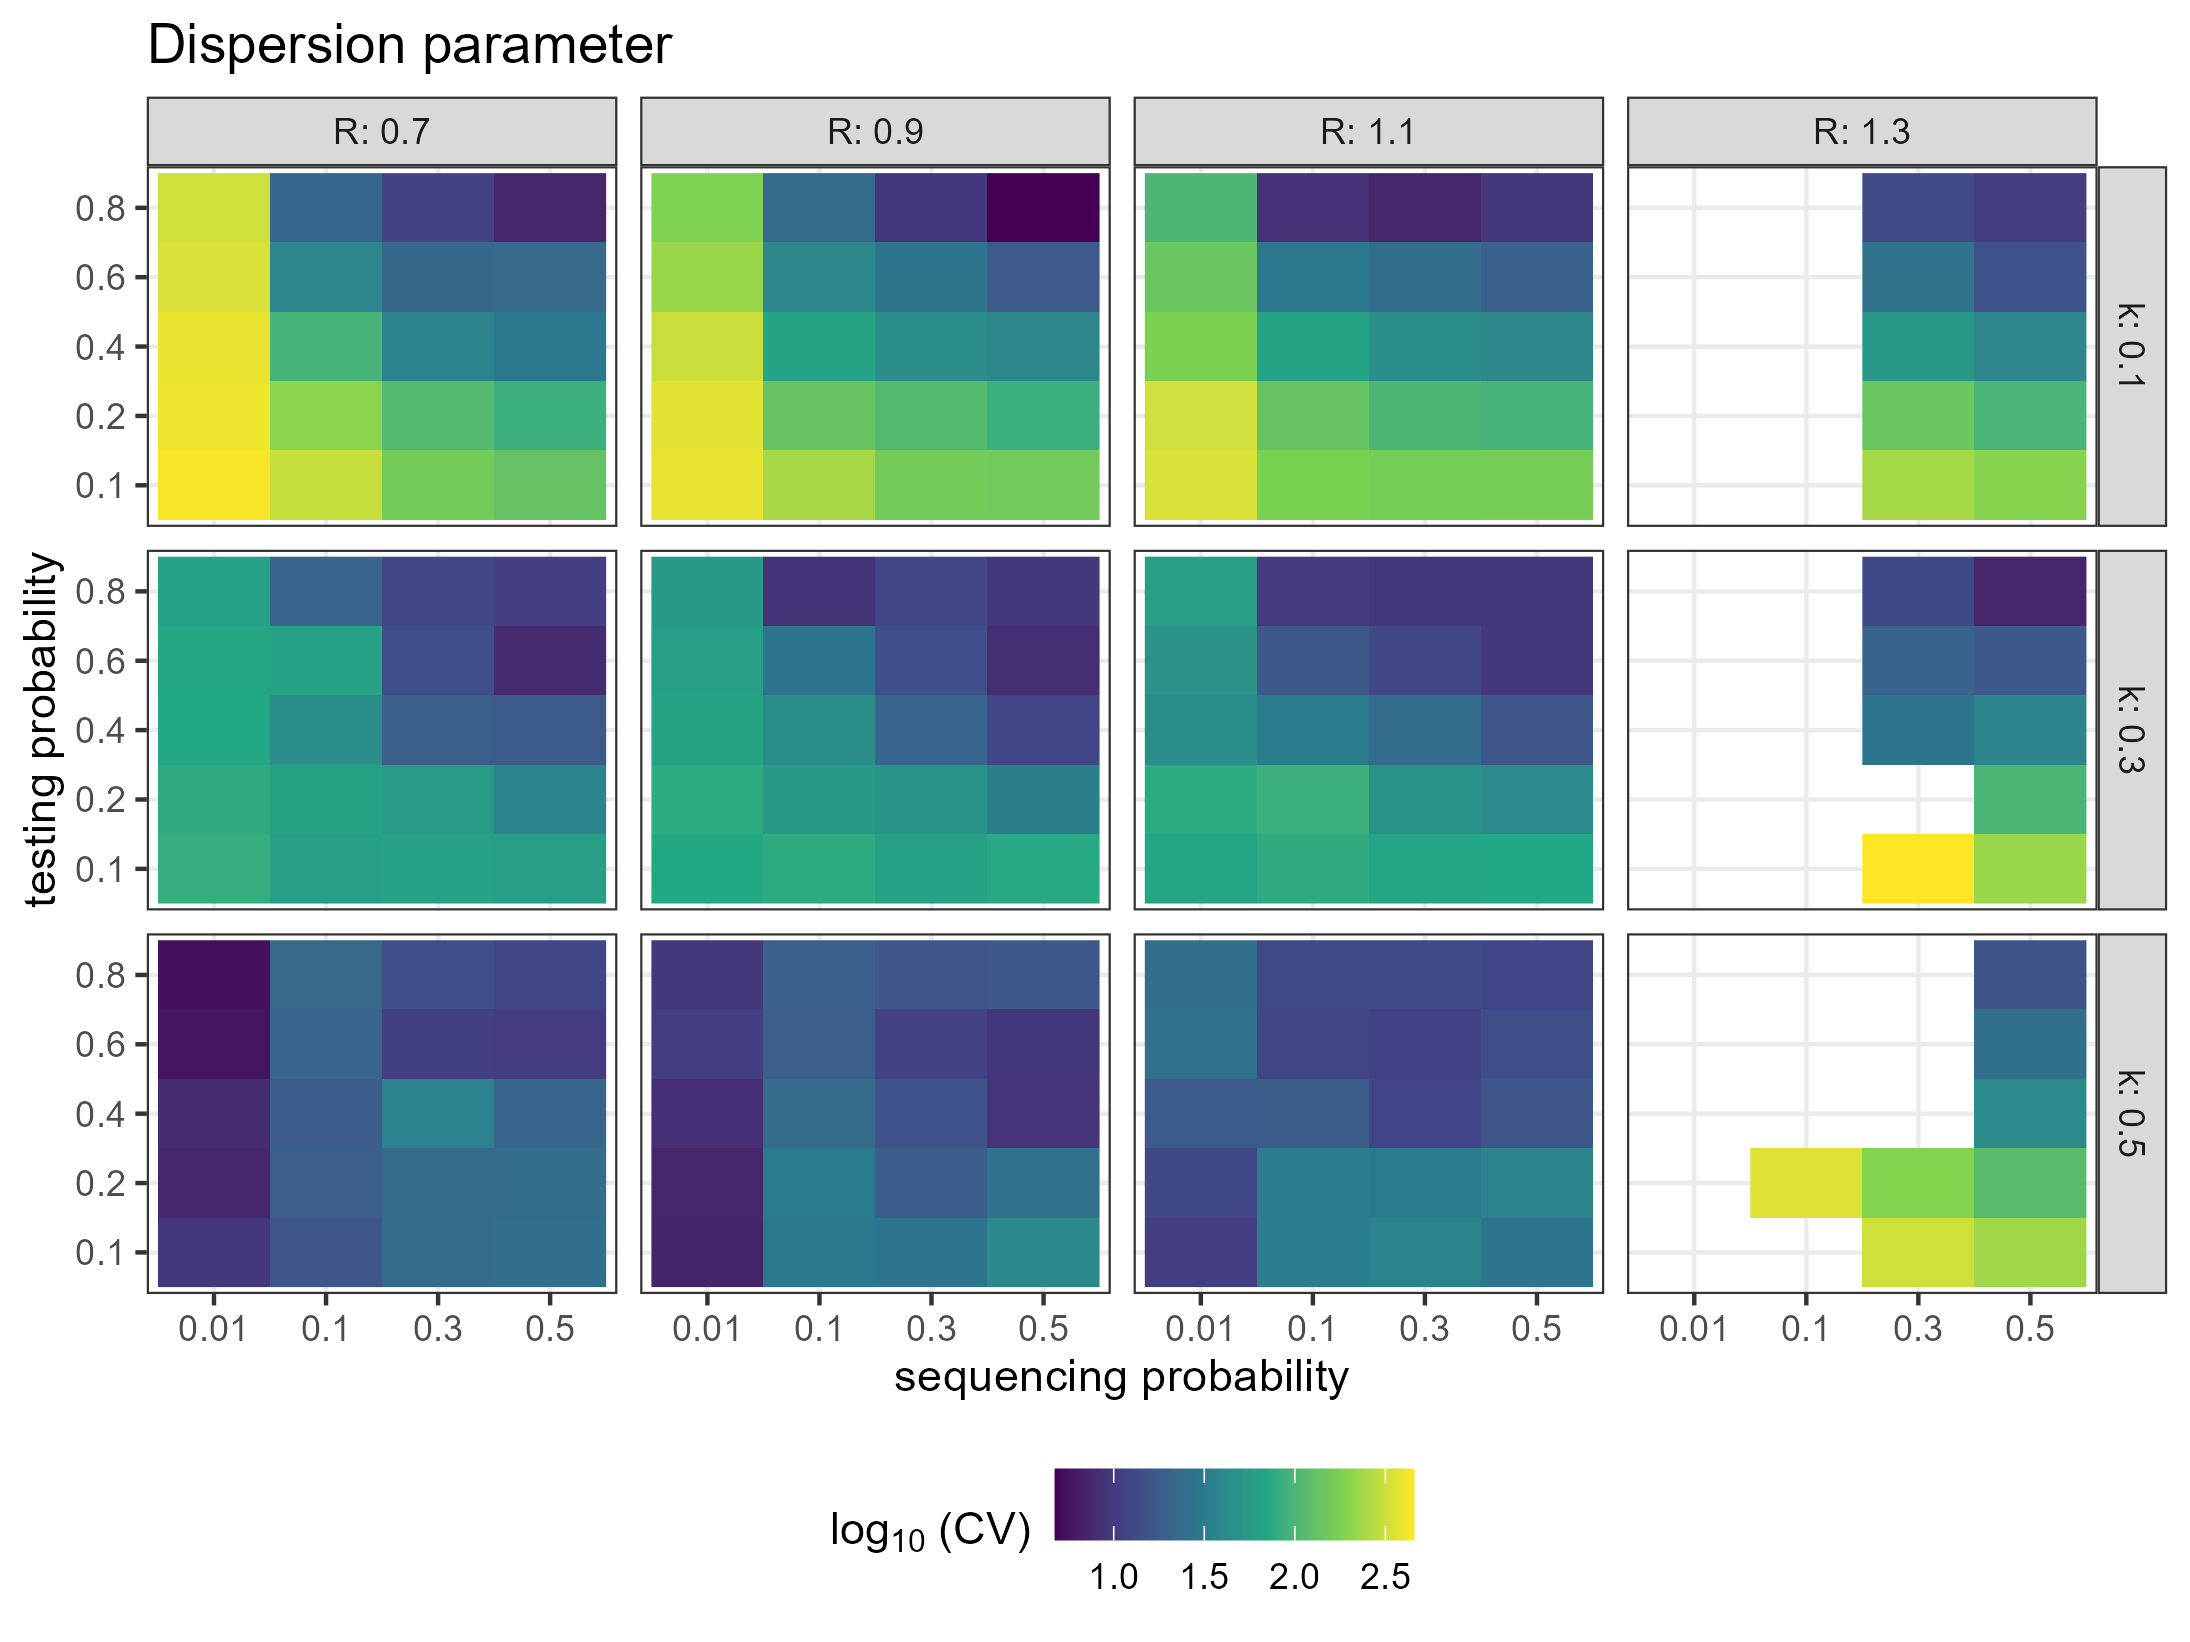 Dispersion parameter
R: 0.7
R: 0.9
R: 1.1
R: 1.3
0.8
0.6
0.4
0.2
0.1
k: 0.1
0.8
0.6
0.4
0.2
0.1
k: 0.3
0.8
0.6
0.4
0.2
0.1
k: 0.5
testing probability
0.01 0.1 0.3 0.5
0.01 0.1 0.3 0.5
0.01 0.1 0.3 0.5
0.01 0.1 0.3 0.5
sequencing probability
log₁₀ (CV)
1.0 1.5 2.0 2.5